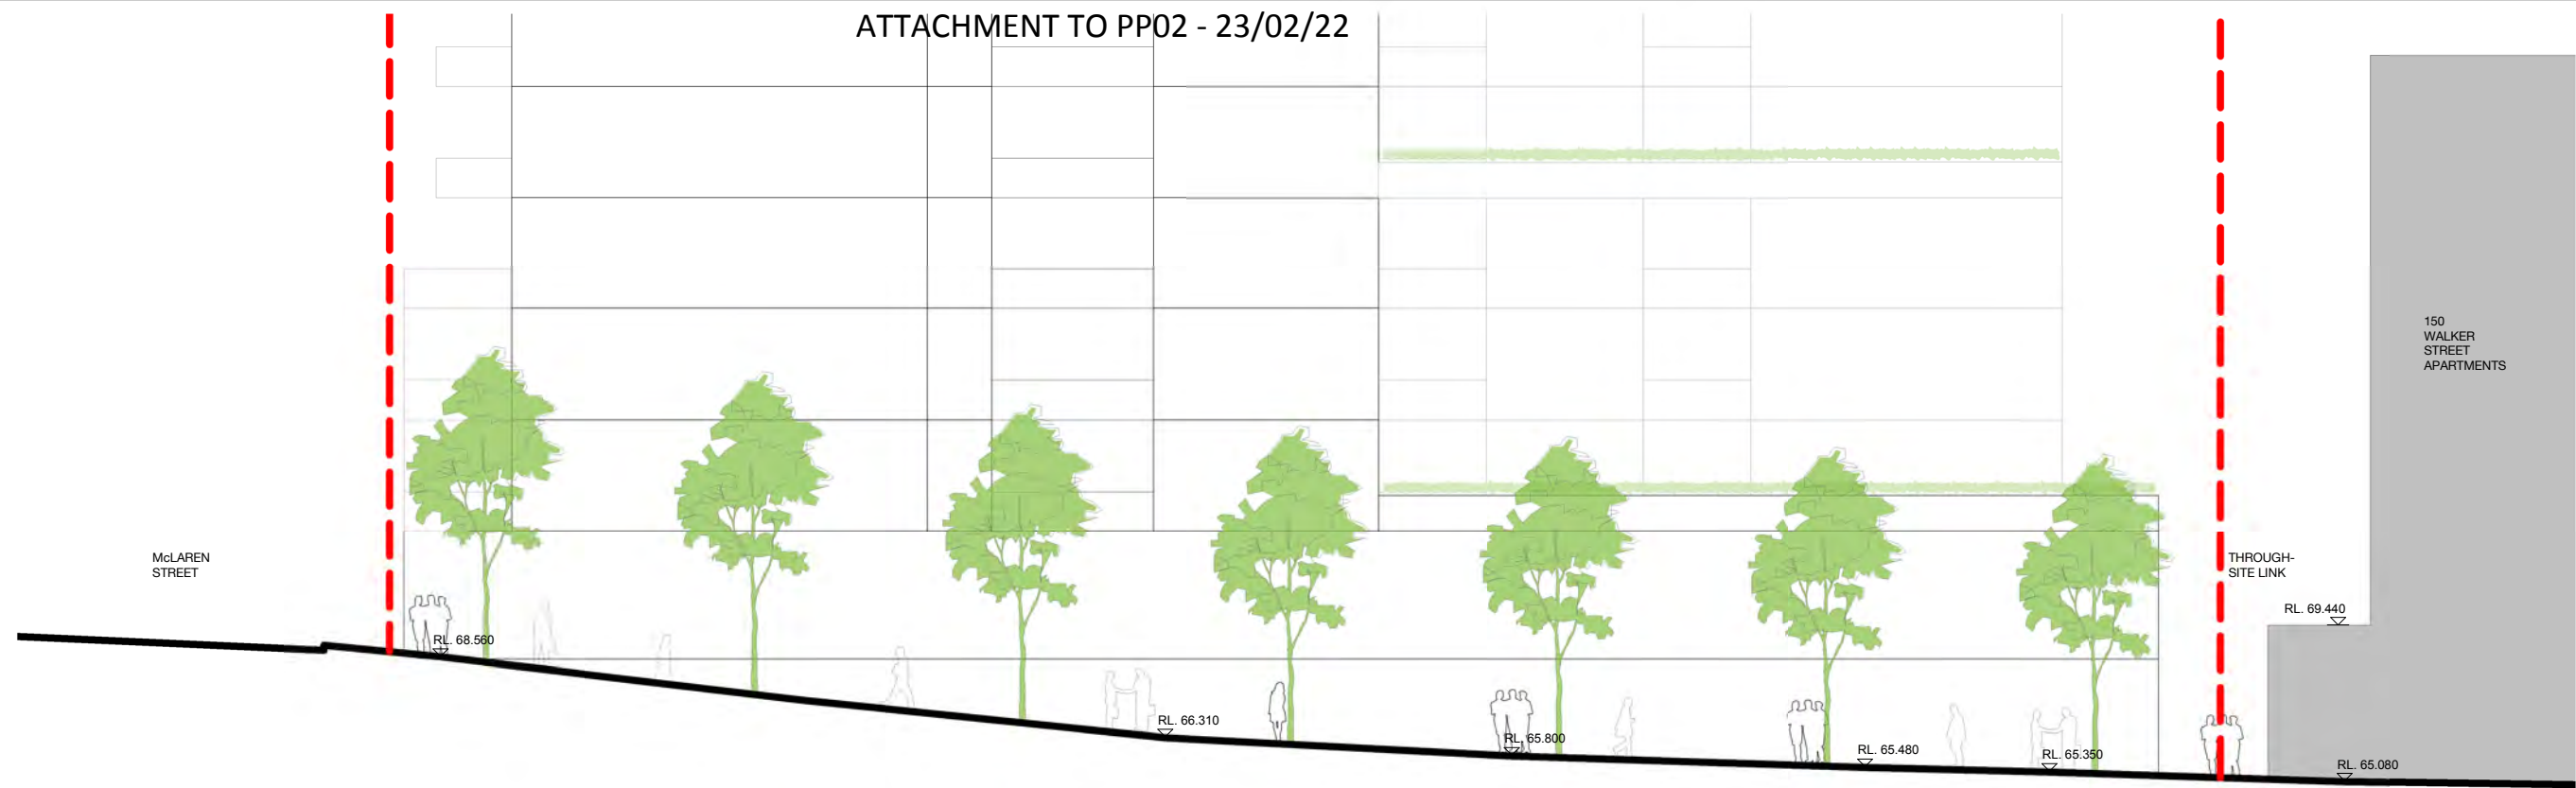 ATTACHMENT TO PP02 - 23/02/22
150
WALKER
STREET
APARTMENTS
McLAREN
STREET
THROUGH-
SITE LINK
RL. 69.440
RL. 68.560
RL. 66.310
RL. 65.800
RL. 65.480
RL. 65.350
RL. 65.080